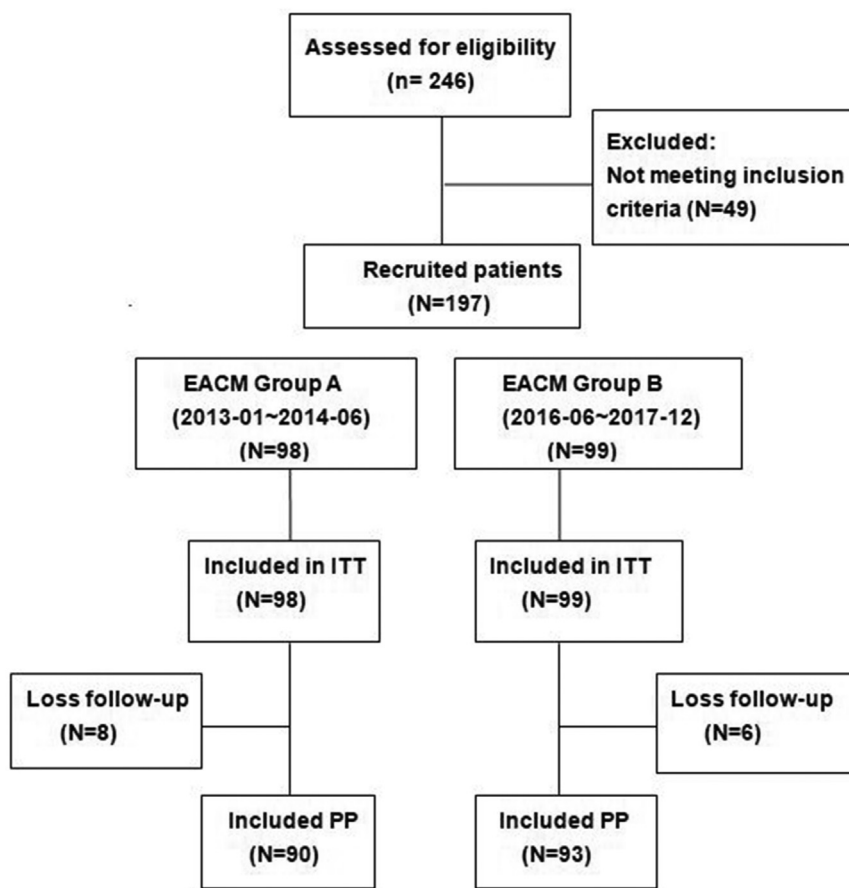 Assessed for eligibility
(n= 246)
Excluded:
Not meeting inclusion
criteria (N=49)
Recruited patients
(N=197)
EACM Group A
(2013-01~2014-06)
(N=98)
EACM Group B
(2016-06~2017-12)
(N=99)
Included in ITT
(N=98)
Included in ITT
(N=99)
Loss follow-up
(N=8)
Loss follow-up
(N=6)
Included PP
(N=90)
Included PP
(N=93)